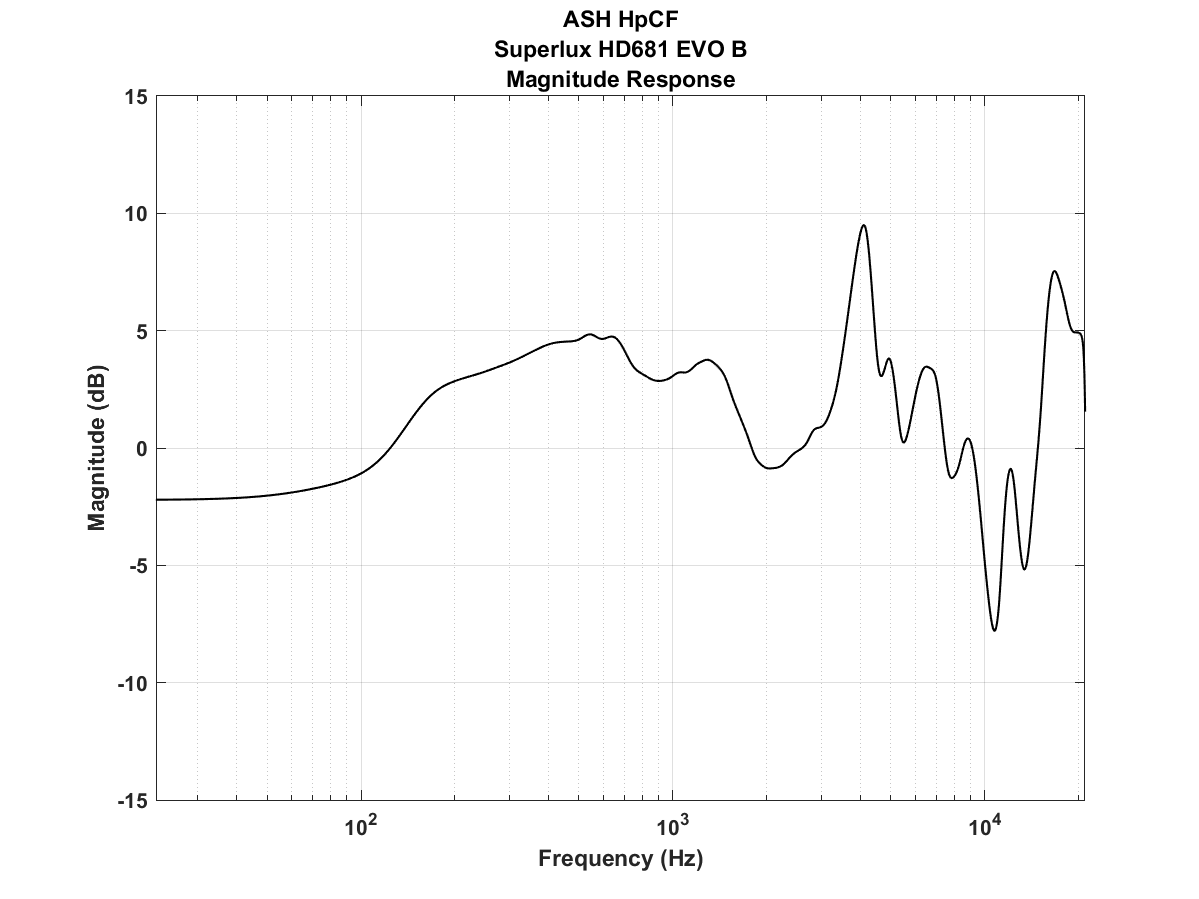 ASH HpCF
Superlux HD681 EVO B
Magnitude Response
15
10
5
0
-5
-10
-15
Magnitude (dB)
10² 10³ 10⁴
Frequency (Hz)